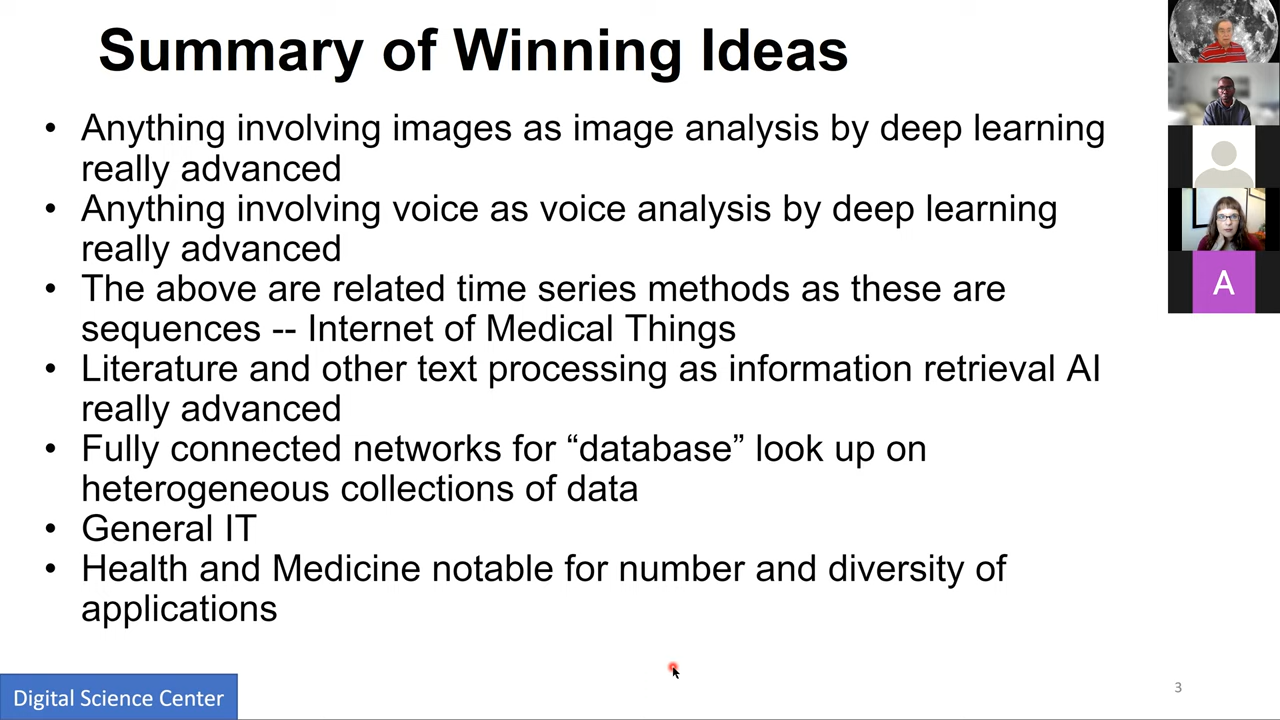 Summary of Winning Ideas
• Anything involving images as image analysis by deep learning
really advanced
• Anything involving voice as voice analysis by deep learning
really advanced
• The above are related time series methods as these are
sequences -- Internet of Medical Things
• Literature and other text processing as information retrieval AI
really advanced
• Fully connected networks for “database” look up on
heterogeneous collections of data
• General IT
• Health and Medicine notable for number and diversity of
applications
Digital Science Center
3
A